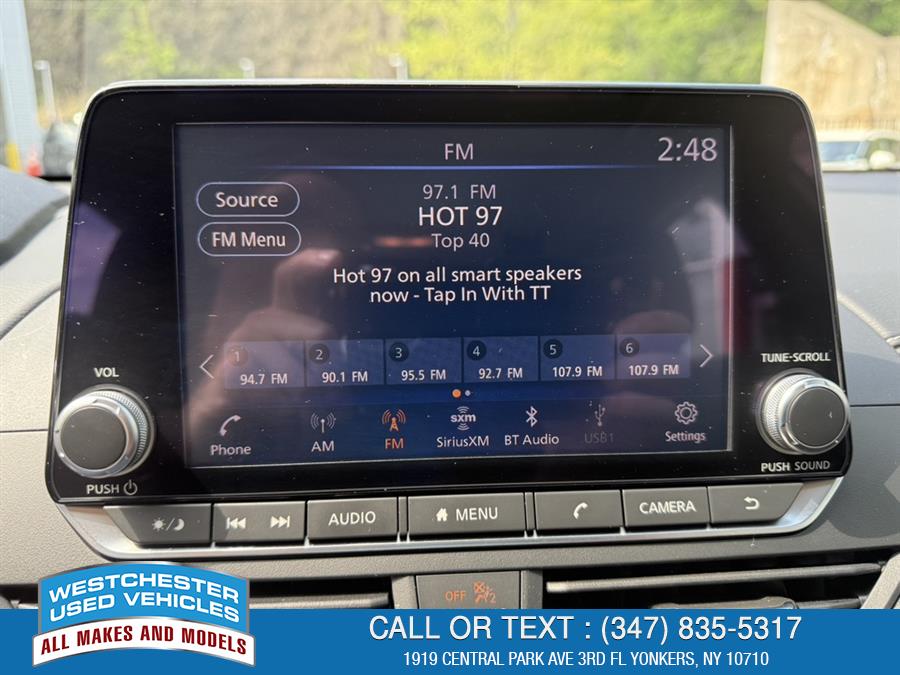 FM
2:48
Source
97.1 FM
HOT 97
FM Menu
Top 40
Hot 97 on all smart speakers
now - Tap In With TT
1 2 3 4 5 6
94.7 FM 90.1 FM 95.5 FM 92.7 FM 107.9 FM 107.9 FM
VOL
TUNE·SCROLL
sxm
Phone AM FM SiriusXM BT Audio USB1 Settings
PUSH
PUSH SOUND
AUDIO MENU CAMERA
OFF 2
WESTCHESTER
USED VEHICLES
ALL MAKES AND MODELS
CALL OR TEXT : (347) 835-5317
1919 CENTRAL PARK AVE 3RD FL YONKERS, NY 10710